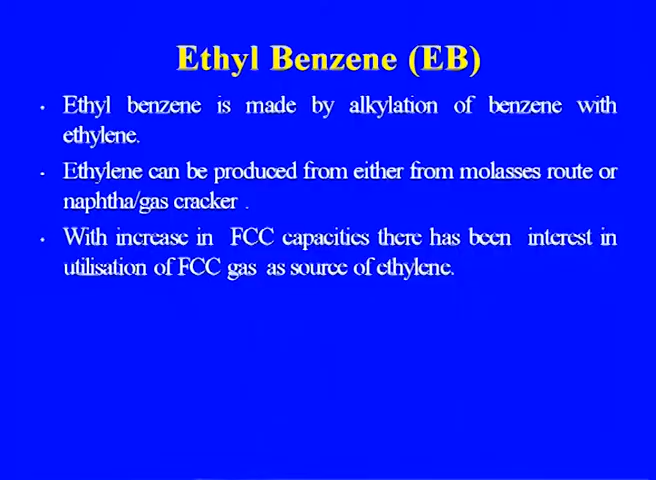 Ethyl Benzene (EB)
• Ethyl benzene is made by alkylation of benzene with
ethylene.
• Ethylene can be produced from either from molasses route or
naphtha/gas cracker .
• With increase in FCC capacities there has been interest in
utilisation of FCC gas as source of ethylene.